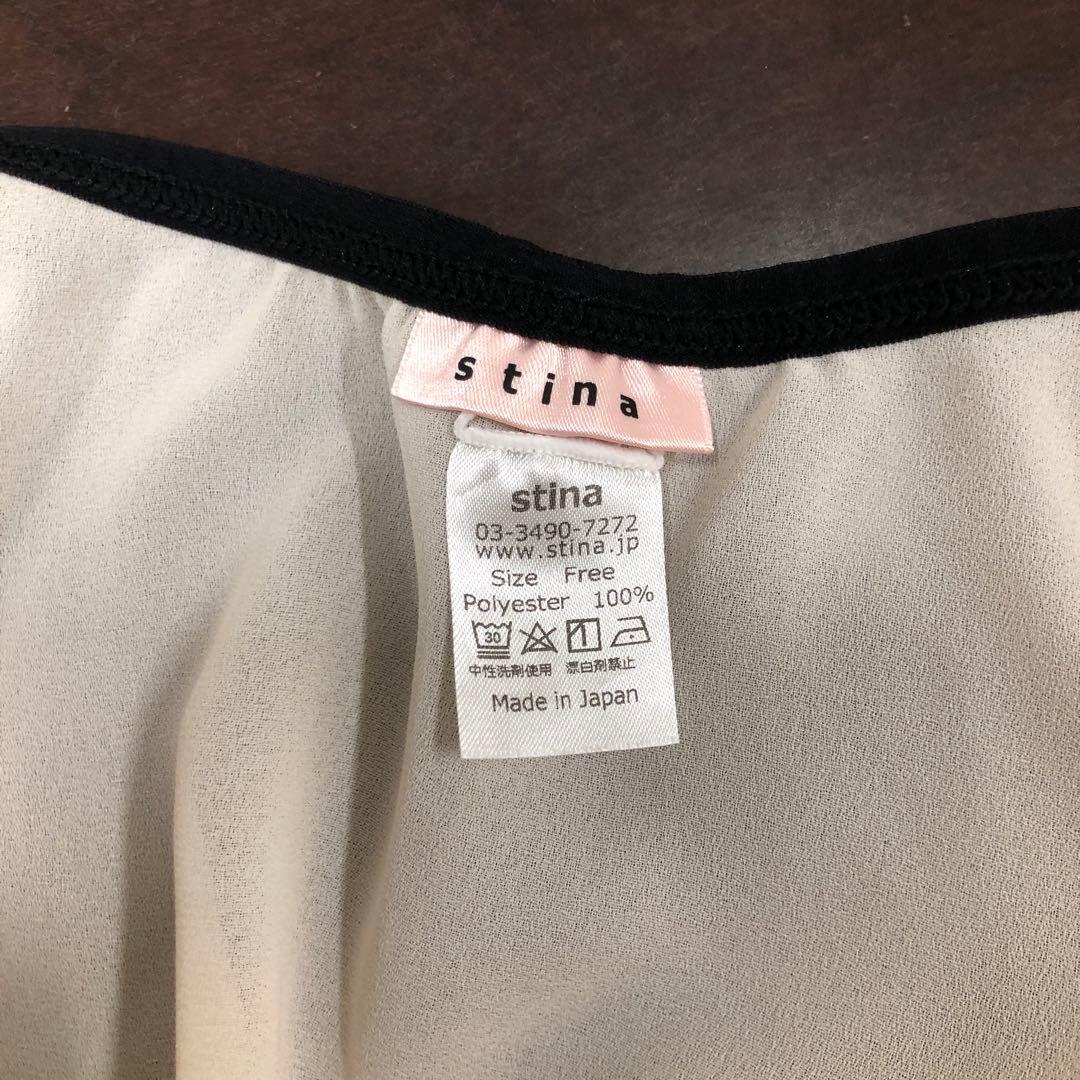 stina
stina
03-3490-7272
www.stina.jp
Size Free
Polyester 100%
30
中性洗剤使用 漂白剤禁止
Made in Japan